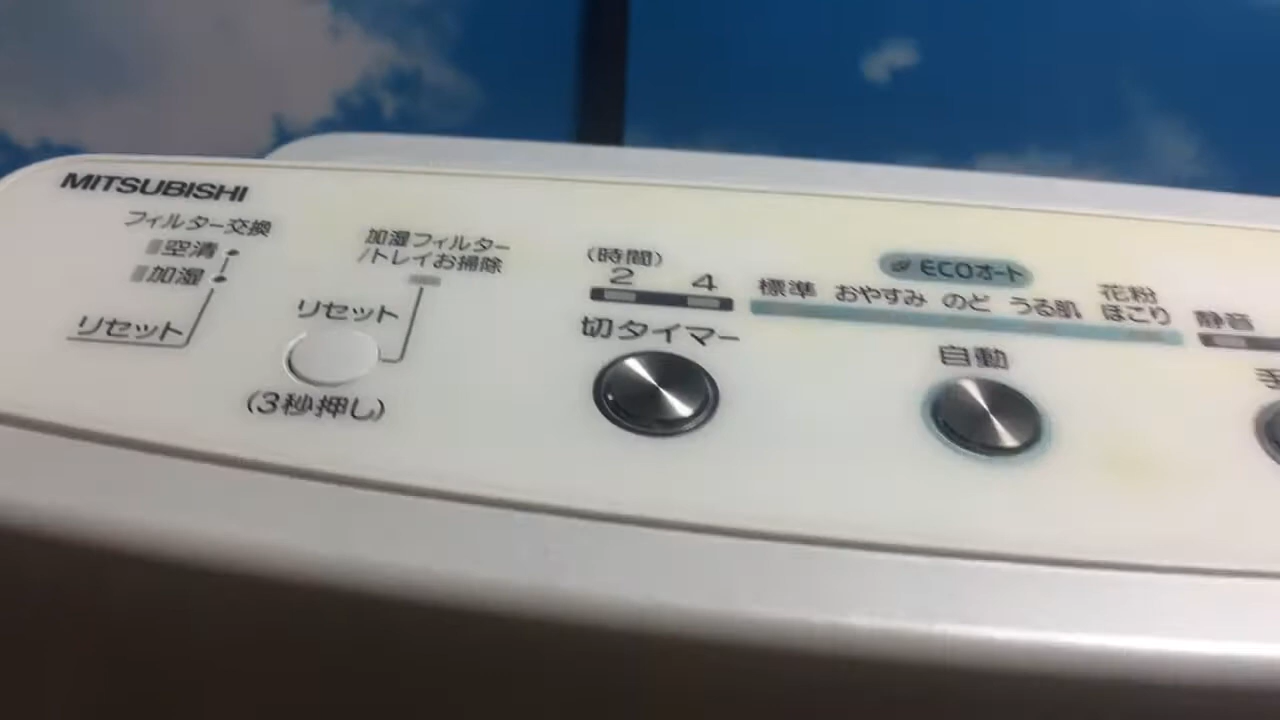 MITSUBISHI
フィルター交換
空清
加湿
リセット
加湿フィルター
/トレイお掃除
リセット
(3秒押し)
(時間)
2 4
切タイマー
ECOオート
標準 おやすみ のど うる肌 花粉
ほこり
自動
静音
手